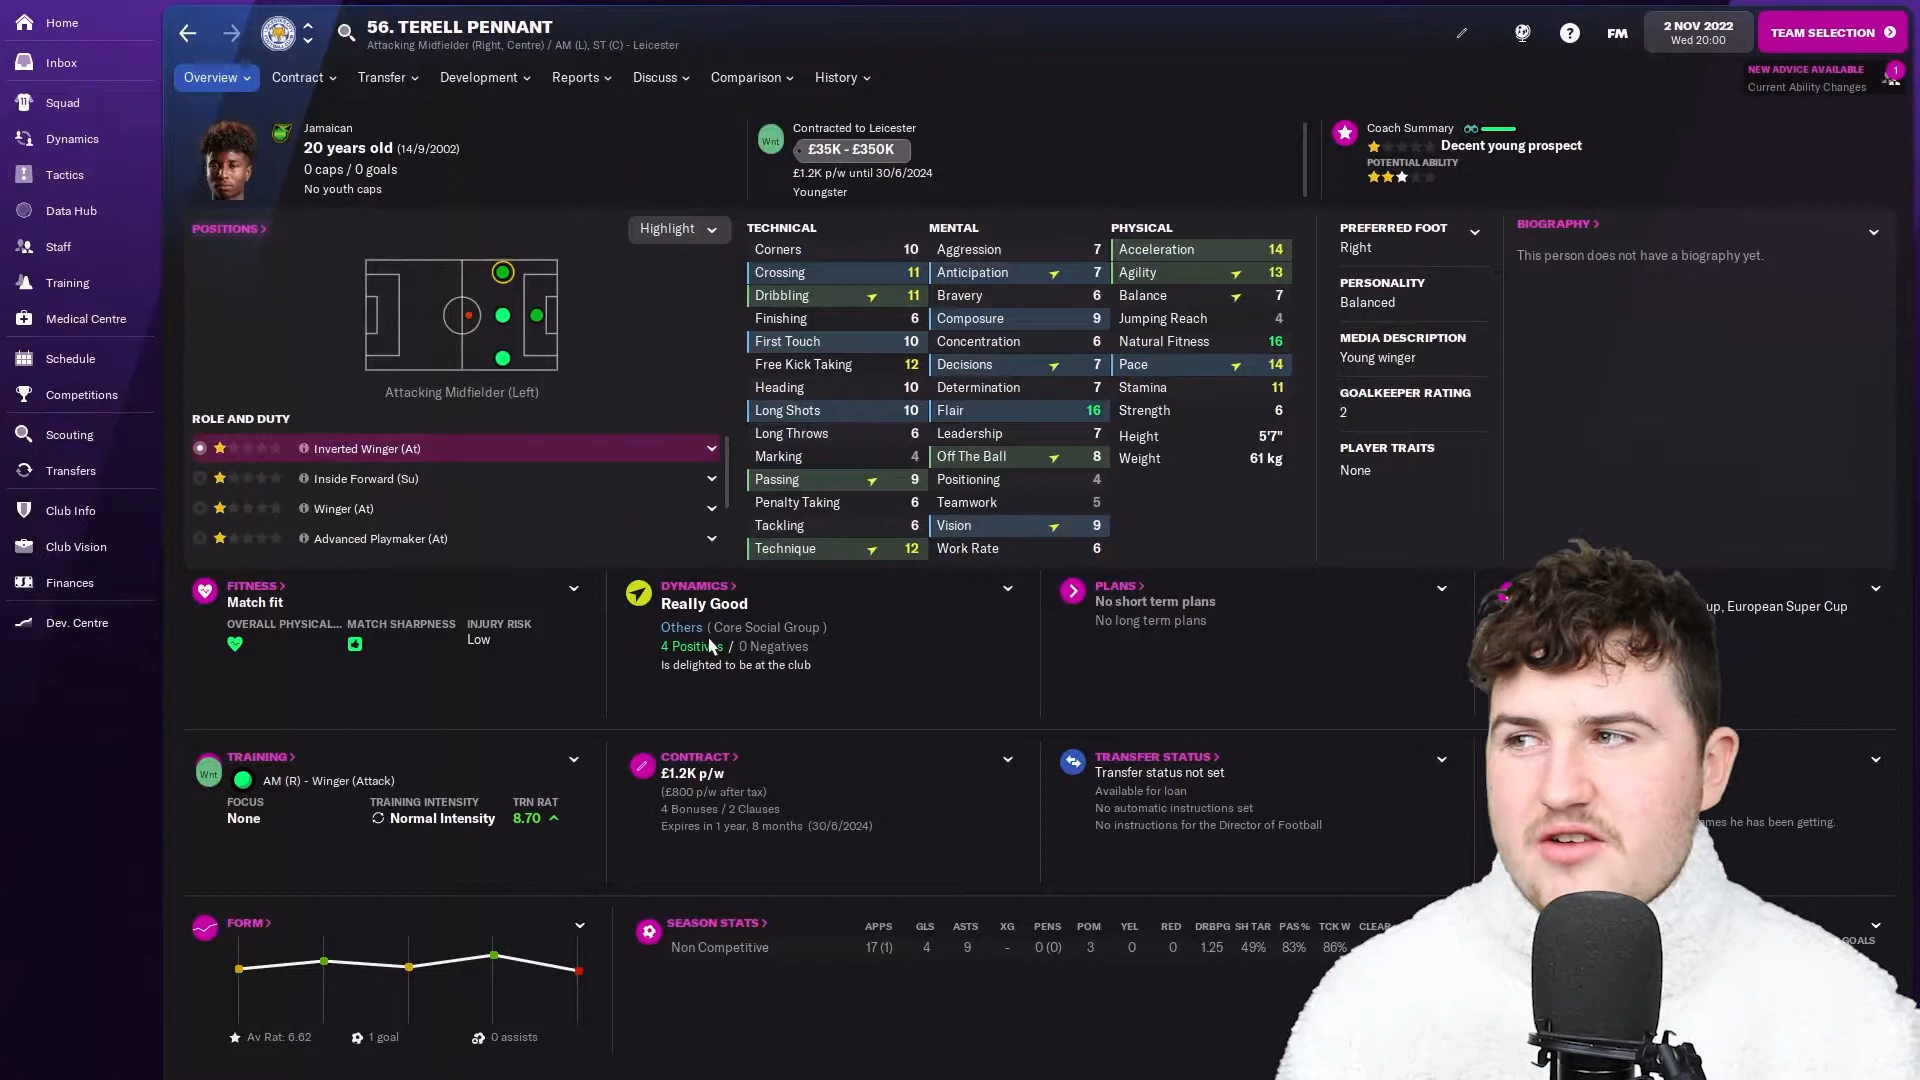 Home
Inbox
Squad
Dynamics
Tactics
Data Hub
Staff
Training
Medical Centre
Schedule
Competitions
Scouting
Transfers
Club Info
Club Vision
Finances
Dev. Centre
56. TERELL PENNANT
Attacking Midfielder (Right, Centre) / AM (L), ST (C) - Leicester
FM
2 NOV 2022
Wed 20:00
TEAM SELECTION
Overview
Contract
Transfer
Development
Reports
Discuss
Comparison
History
NEW ADVICE AVAILABLE
1
Current Ability Changes
Jamaican
20 years old (14/9/2002)
0 caps / 0 goals
No youth caps
Wnt
Contracted to Leicester
£35K - £350K
£1.2K p/w until 30/6/2024
Youngster
Coach Summary
Decent young prospect
POTENTIAL ABILITY
POSITIONS >
Highlight
Attacking Midfielder (Left)
ROLE AND DUTY
Inverted Winger (At)
Inside Forward (Su)
Winger (At)
Advanced Playmaker (At)
TECHNICAL
Corners 10
Crossing 11
Dribbling 11
Finishing 6
First Touch 10
Free Kick Taking 12
Heading 10
Long Shots 10
Long Throws 6
Marking 4
Passing 9
Penalty Taking 6
Tackling 6
Technique 12
MENTAL
Aggression 7
Anticipation 7
Bravery 6
Composure 9
Concentration 6
Decisions 7
Determination 7
Flair 16
Leadership 7
Off The Ball 8
Positioning 4
Teamwork 5
Vision 9
Work Rate 6
PHYSICAL
Acceleration 14
Agility 13
Balance 7
Jumping Reach 4
Natural Fitness 16
Pace 14
Stamina 11
Strength 6
Height 5'7"
Weight 61 kg
PREFERRED FOOT
Right
PERSONALITY
Balanced
MEDIA DESCRIPTION
Young winger
GOALKEEPER RATING
2
PLAYER TRAITS
None
BIOGRAPHY >
This person does not have a biography yet.
FITNESS >
Match fit
OVERALL PHYSICAL... MATCH SHARPNESS INJURY RISK
Low
DYNAMICS >
Really Good
Others ( Core Social Group )
4 Positives / 0 Negatives
Is delighted to be at the club
PLANS >
No short term plans
No long term plans
up, European Super Cup
TRAINING >
Wnt
AM (R) - Winger (Attack)
FOCUS TRAINING INTENSITY TRN RAT
None Normal Intensity 8.70
CONTRACT >
£1.2K p/w
(£800 p/w after tax)
4 Bonuses / 2 Clauses
Expires in 1 year, 8 months (30/6/2024)
TRANSFER STATUS >
Transfer status not set
Available for loan
No automatic instructions set
No instructions for the Director of Football
he has been getting.
FORM >
Av Rat: 6.62 1 goal 0 assists
SEASON STATS > APPS GLS ASTS XG PENS POM YEL RED DRBPG SH TAR PAS % TCK W CLEAR
Non Competitive 17 (1) 4 9 - 0 (0) 3 0 0 1.25 49% 83% 86%
GOALS